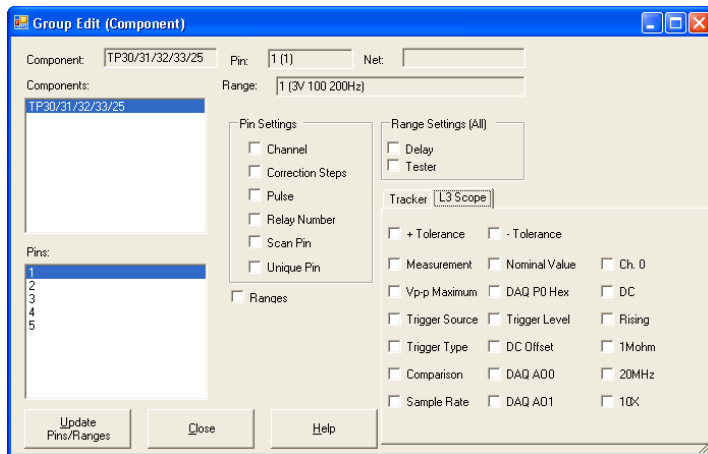 Group Edit (Component)
Component: TP30/31/32/33/25 Pin: 1 (1) Net:
Components: Range: 1 (3V 100 200Hz)
TP30/31/32/33/25
Pin Settings
Channel
Correction Steps
Pulse
Relay Number
Scan Pin
Unique Pin
Ranges
Range Settings (All)
Delay
Tester
Tracker L3 Scope
+ Tolerance - Tolerance
Measurement Nominal Value Ch. 0
Vp-p Maximum DAQ P0 Hex DC
Trigger Source Trigger Level Rising
Trigger Type DC Offset 1Mohm
Comparison DAQ AO0 20MHz
Sample Rate DAQ AO1 10X
Pins:
1
2
3
4
5
Update Pins/Ranges
Close
Help